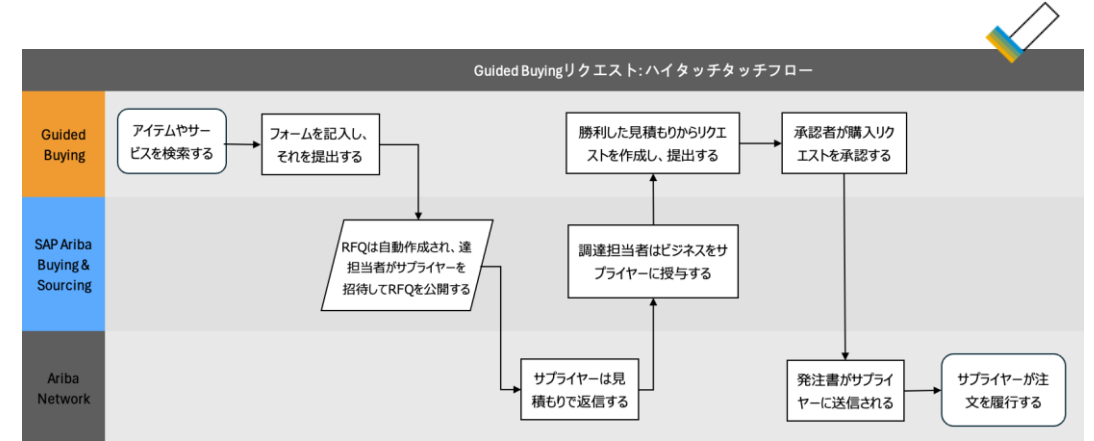 Guided Buyingリクエスト: ハイタッチタッチフロー
Guided
Buying
アイテムやサー
ビスを検索する
フォームを記入し、
それを提出する
勝利した見積もりからリクエ
ストを作成し、提出する
承認者が購入リク
エストを承認する
SAP Ariba
Buying &
Sourcing
RFQは自動作成され、達
担当者がサプライヤーを
招待してRFQを公開する
調達担当者はビジネスをサ
プライヤーに授与する
Ariba
Network
サプライヤーは見
積もりで返信する
発注書がサプライ
ヤーに送信される
サプライヤーが注
文を履行する